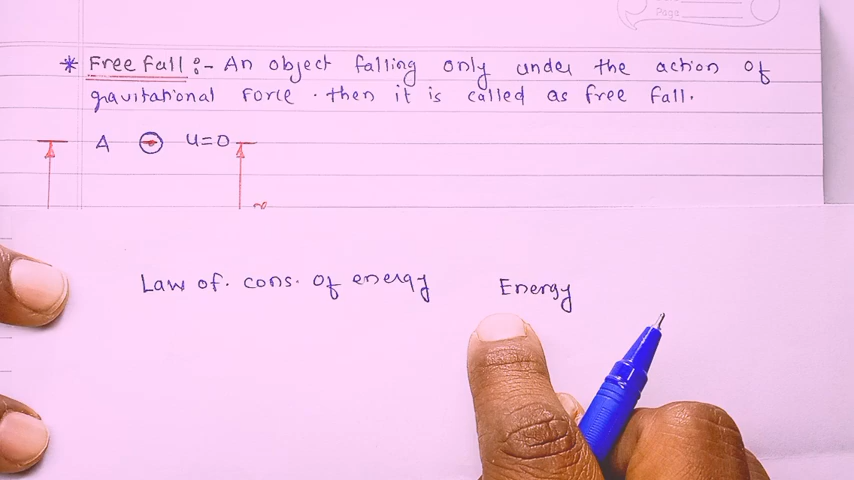 Page
* Free Fall :- An object falling only under the action of
gravitational Force. then it is called as free fall.
A u=0
Law of. cons. of energy Energy